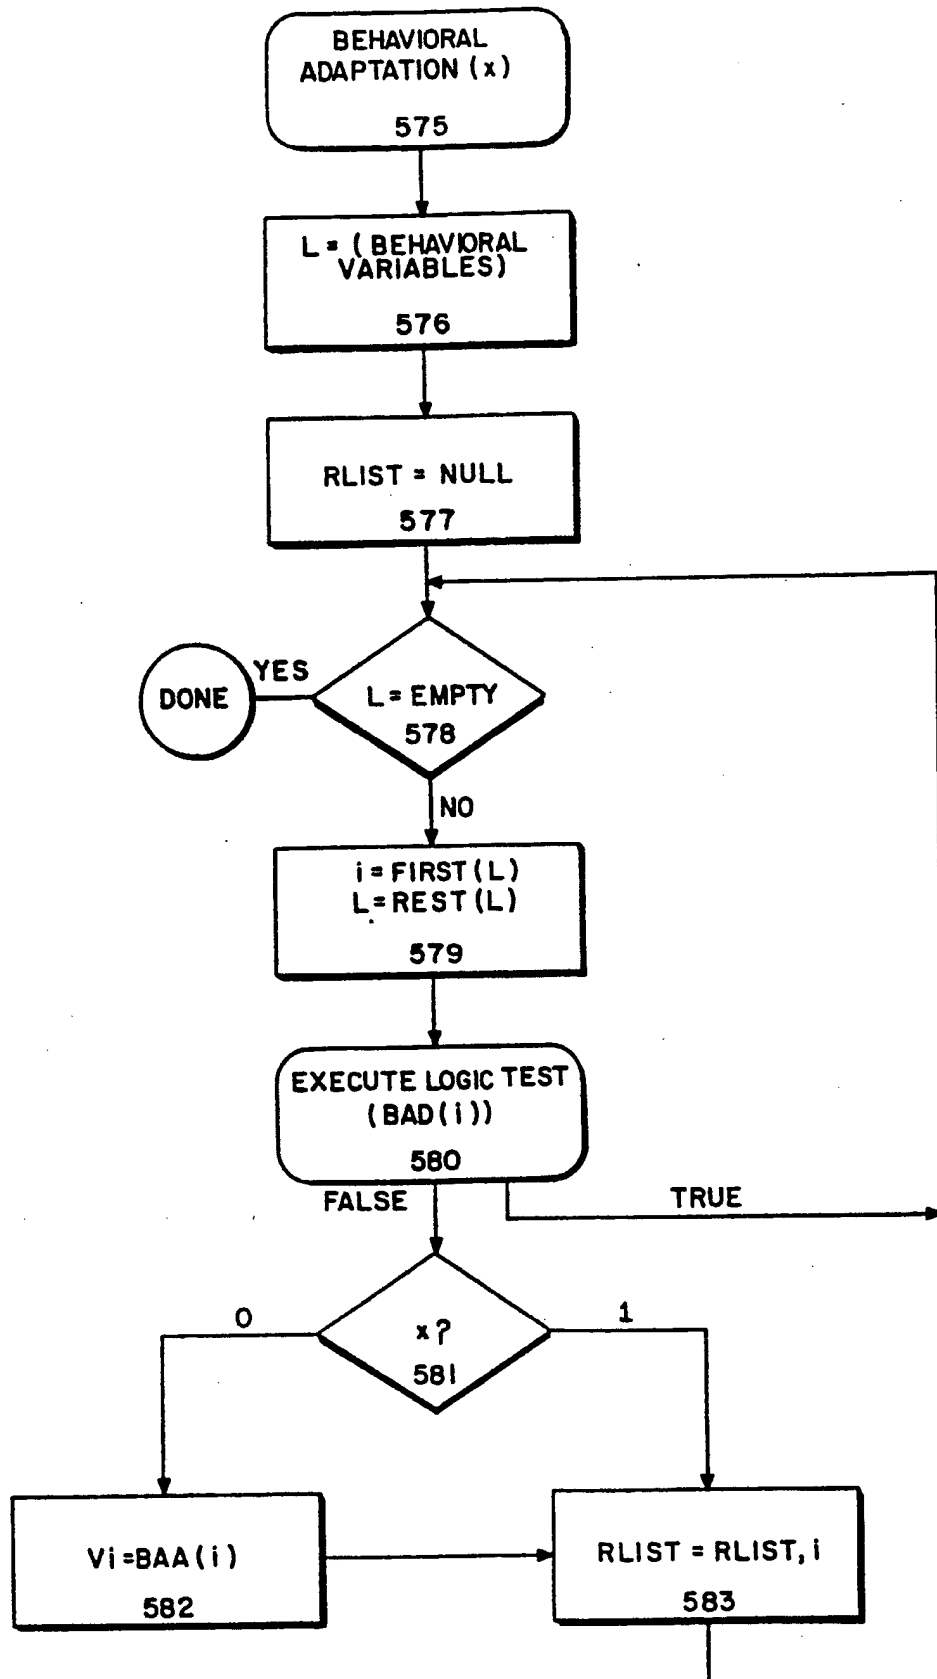 BEHAVIORAL
ADAPTATION (x)
575
L = (BEHAVIORAL
VARIABLES)
576
RLIST = NULL
577
DONE
YES
L = EMPTY
578
NO
i = FIRST (L)
L = REST (L)
579
EXECUTE LOGIC TEST
(BAD (i))
580
FALSE
TRUE
0
x?
1
581
Vi = BAA (i)
582
RLIST = RLIST, i
583